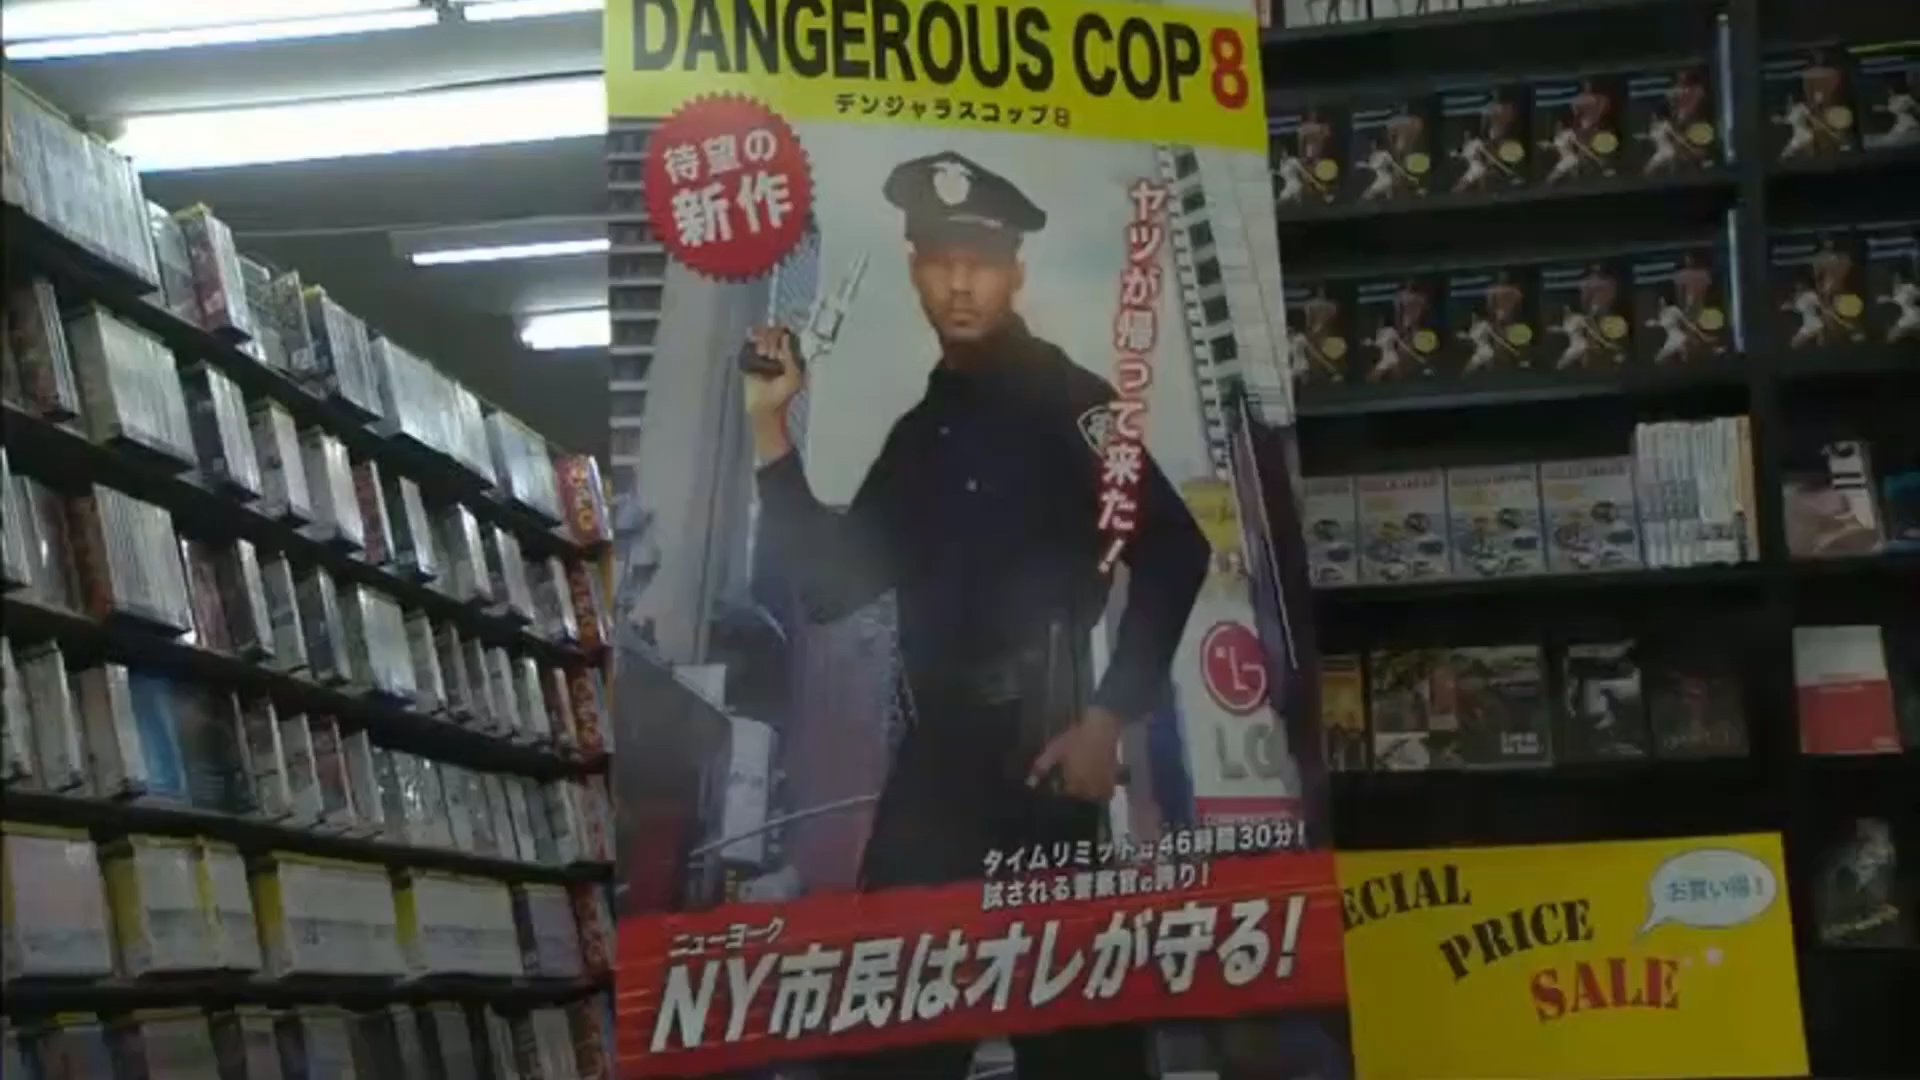 DANGEROUS COP 8
デンジャラスコップ8
待望の
新作
ヤツが帰って来た!
LG
タイムリミットは46時間30分!
試される警察官の誇り!
ニューヨーク
NY市民はオレが守る!
ECIAL
PRICE
SALE
お買い得!